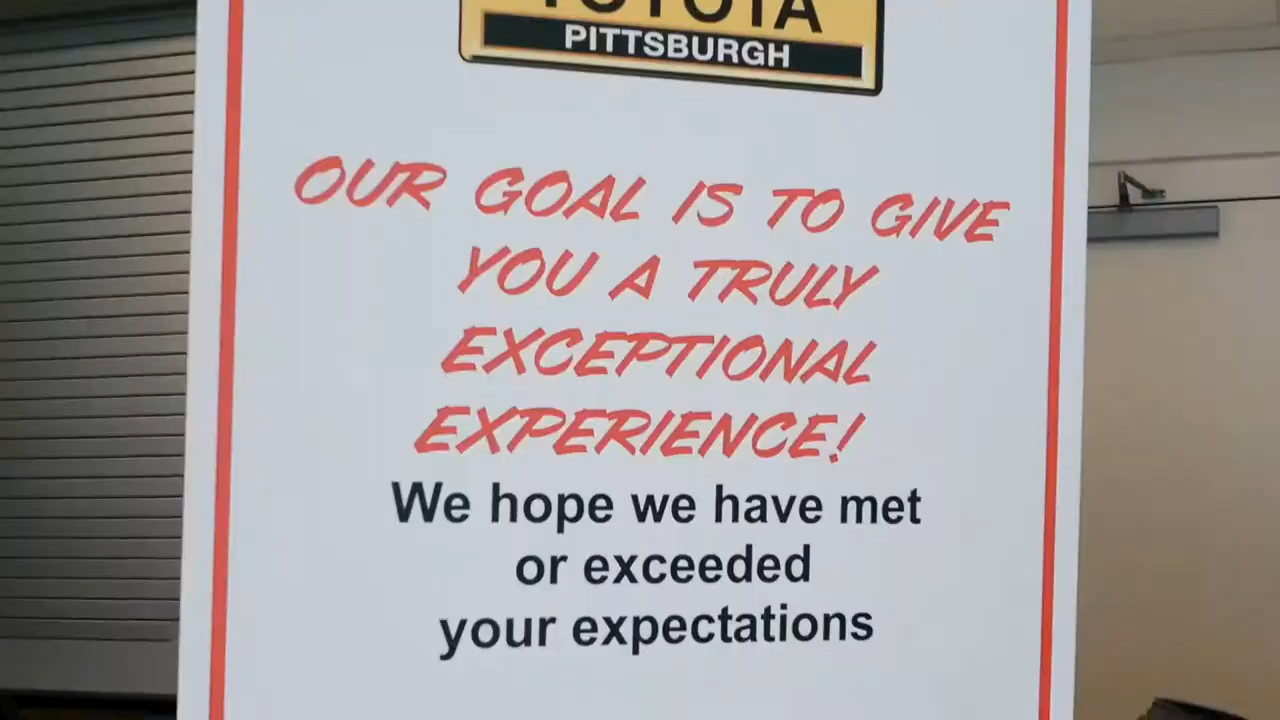 TOYOTA
PITTSBURGH
OUR GOAL IS TO GIVE
YOU A TRULY
EXCEPTIONAL
EXPERIENCE!
We hope we have met
or exceeded
your expectations